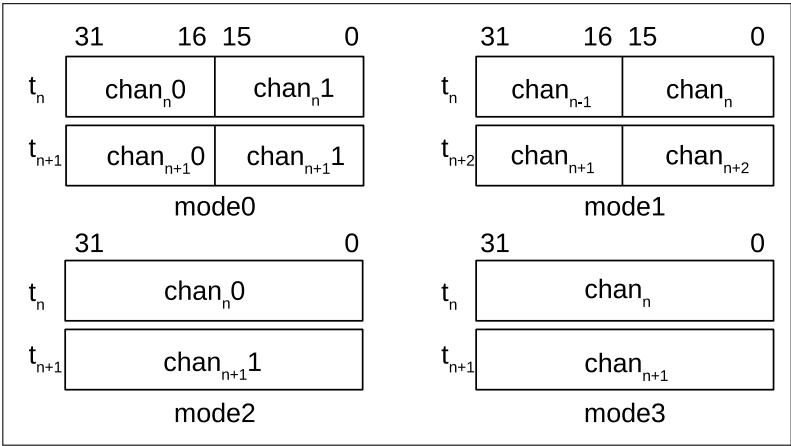 31 16 15 0
t_n chan_n0 chan_n1
t_n+1 chan_n+10 chan_n+11
mode0
31 16 15 0
t_n chan_n-1 chan_n
t_n+2 chan_n+1 chan_n+2
mode1
31 0
t_n chan_n0
t_n+1 chan_n+11
mode2
31 0
t_n chan_n
t_n+1 chan_n+1
mode3